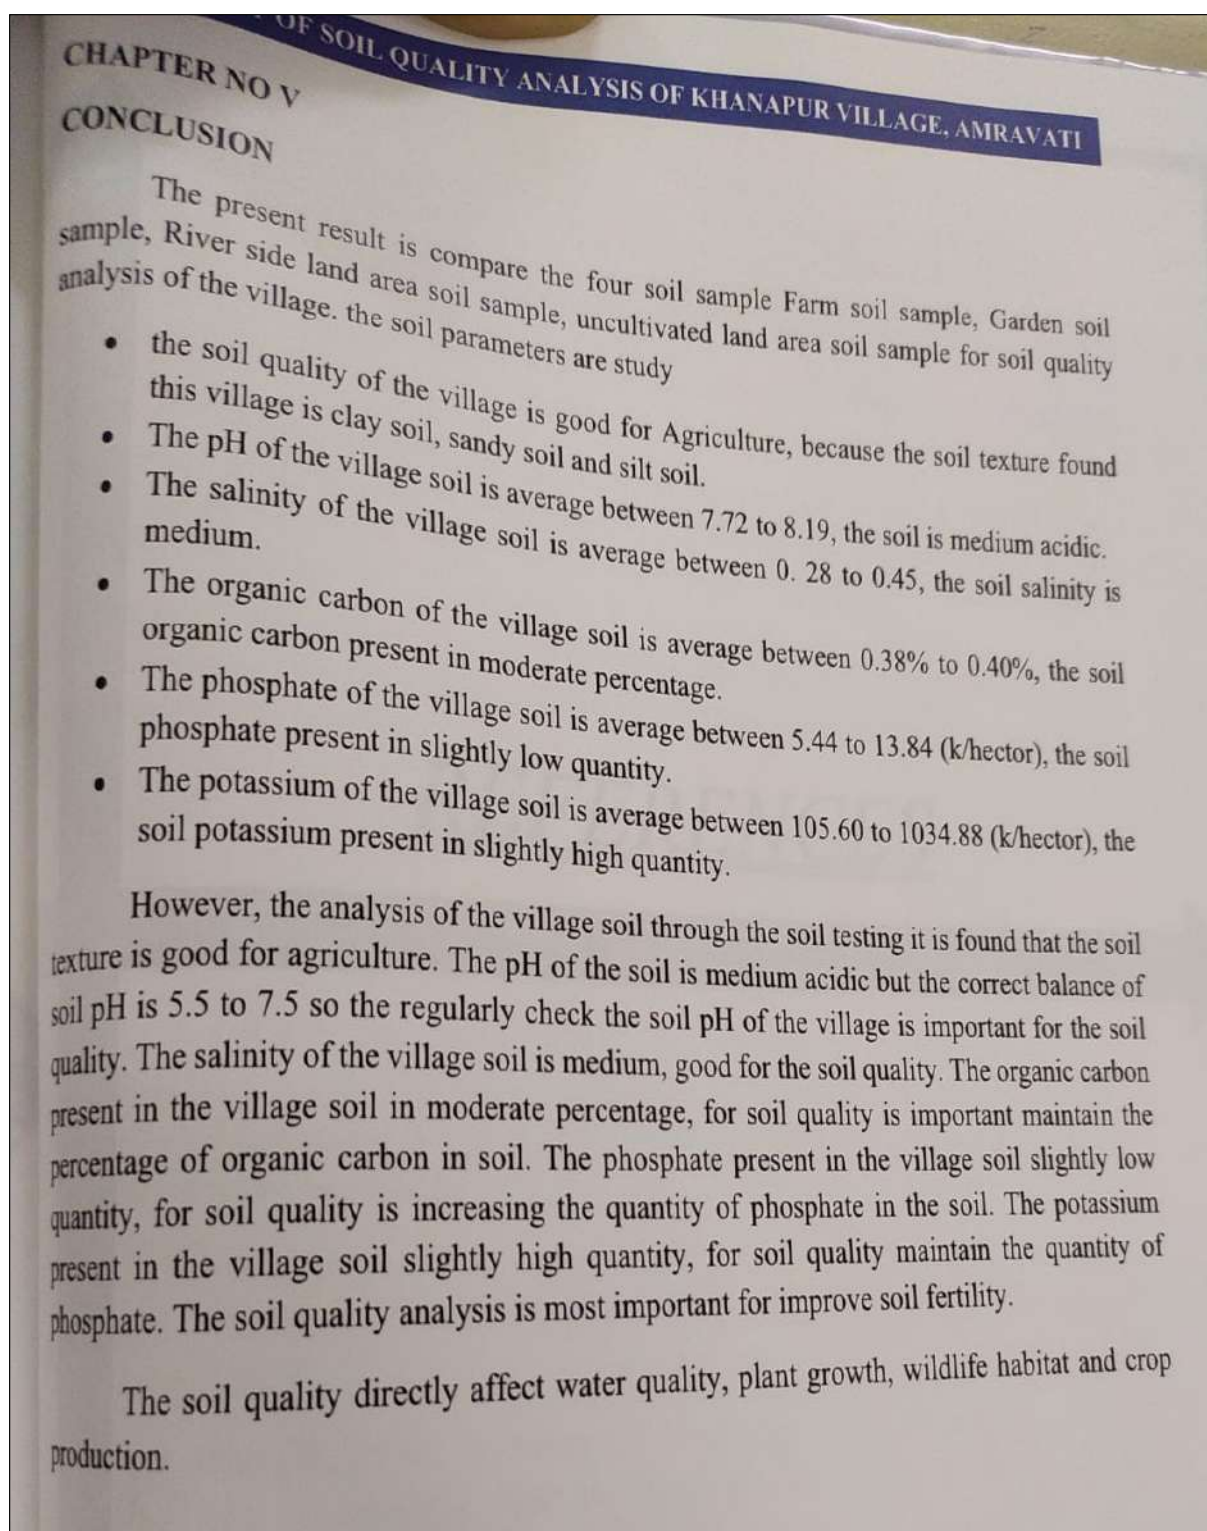 OF SOIL QUALITY ANALYSIS OF KHANAPUR VILLAGE, AMRAVATI
CHAPTER NO V
CONCLUSION
The present result is compare the four soil sample Farm soil sample, Garden soil
sample, River side land area soil sample, uncultivated land area soil sample for soil quality
analysis of the village. the soil parameters are study
• the soil quality of the village is good for Agriculture, because the soil texture found
this village is clay soil, sandy soil and silt soil.
• The pH of the village soil is average between 7.72 to 8.19, the soil is medium acidic.
• The salinity of the village soil is average between 0. 28 to 0.45, the soil salinity is
medium.
• The organic carbon of the village soil is average between 0.38% to 0.40%, the soil
organic carbon present in moderate percentage.
• The phosphate of the village soil is average between 5.44 to 13.84 (k/hector), the soil
phosphate present in slightly low quantity.
• The potassium of the village soil is average between 105.60 to 1034.88 (k/hector), the
soil potassium present in slightly high quantity.
However, the analysis of the village soil through the soil testing it is found that the soil
texture is good for agriculture. The pH of the soil is medium acidic but the correct balance of
soil pH is 5.5 to 7.5 so the regularly check the soil pH of the village is important for the soil
quality. The salinity of the village soil is medium, good for the soil quality. The organic carbon
present in the village soil in moderate percentage, for soil quality is important maintain the
percentage of organic carbon in soil. The phosphate present in the village soil slightly low
quantity, for soil quality is increasing the quantity of phosphate in the soil. The potassium
present in the village soil slightly high quantity, for soil quality maintain the quantity of
phosphate. The soil quality analysis is most important for improve soil fertility.
The soil quality directly affect water quality, plant growth, wildlife habitat and crop
production.